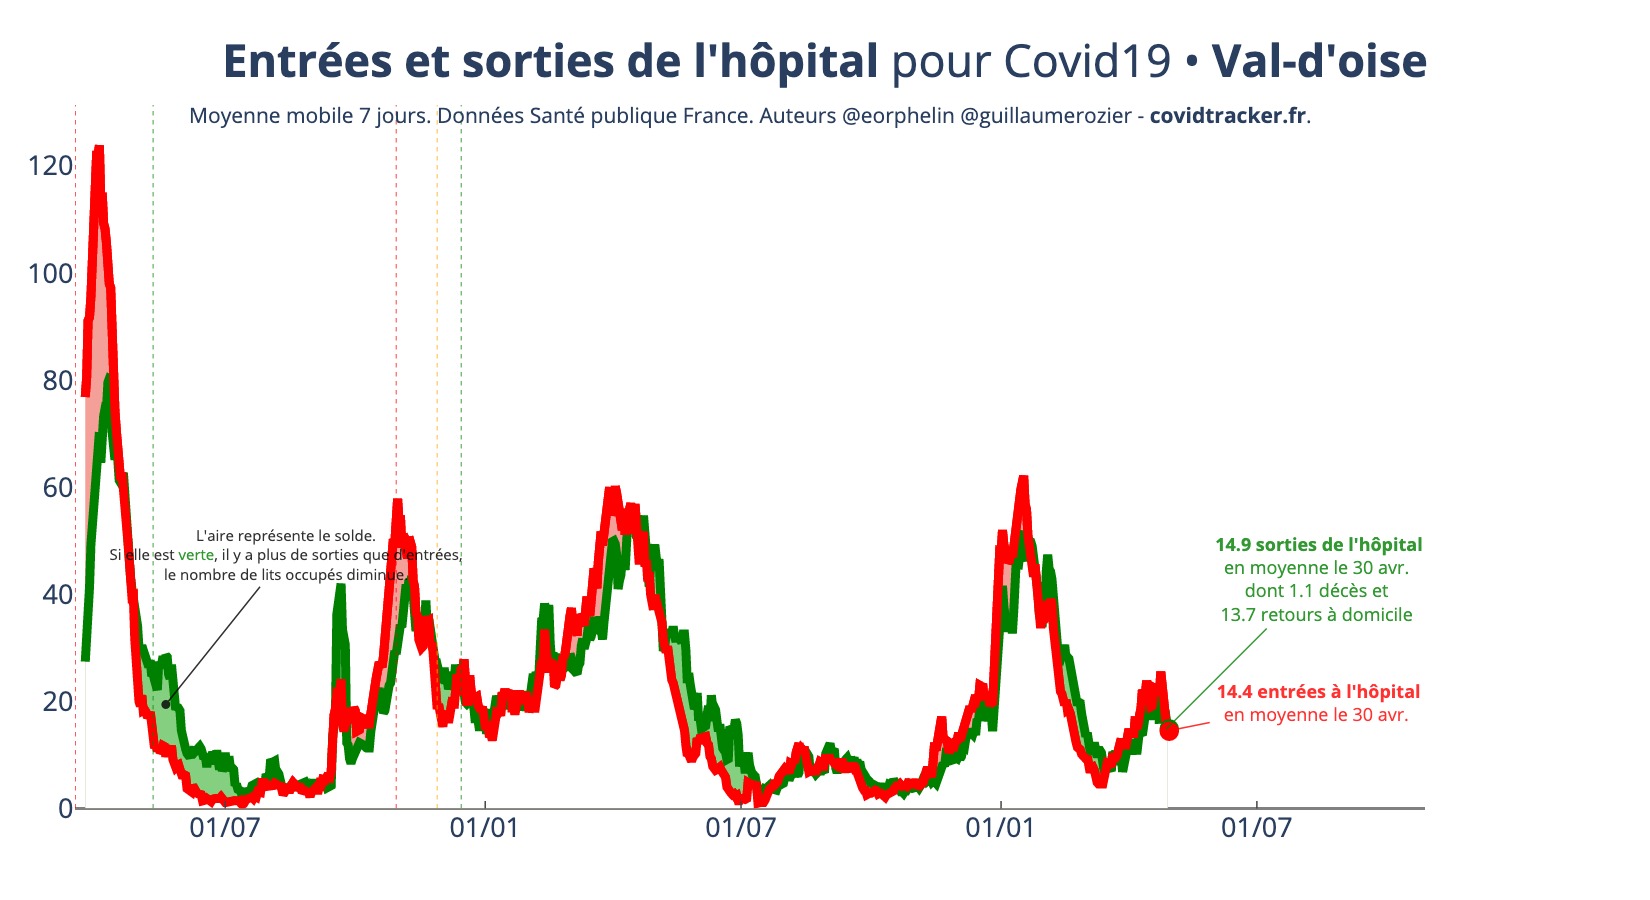 Entrées et sorties de l'hôpital pour Covid19 • Val-d'oise
Moyenne mobile 7 jours. Données Santé publique France. Auteurs @eorphelin @guillaumerozier - covidtracker.fr.
120
100
80
60
40
20
0
L'aire représente le solde.
Si elle est verte, il y a plus de sorties que d'entrées,
le nombre de lits occupés diminue.
14.9 sorties de l'hôpital
en moyenne le 30 avr.
dont 1.1 décès et
13.7 retours à domicile
14.4 entrées à l'hôpital
en moyenne le 30 avr.
01/07
01/01
01/07
01/01
01/07